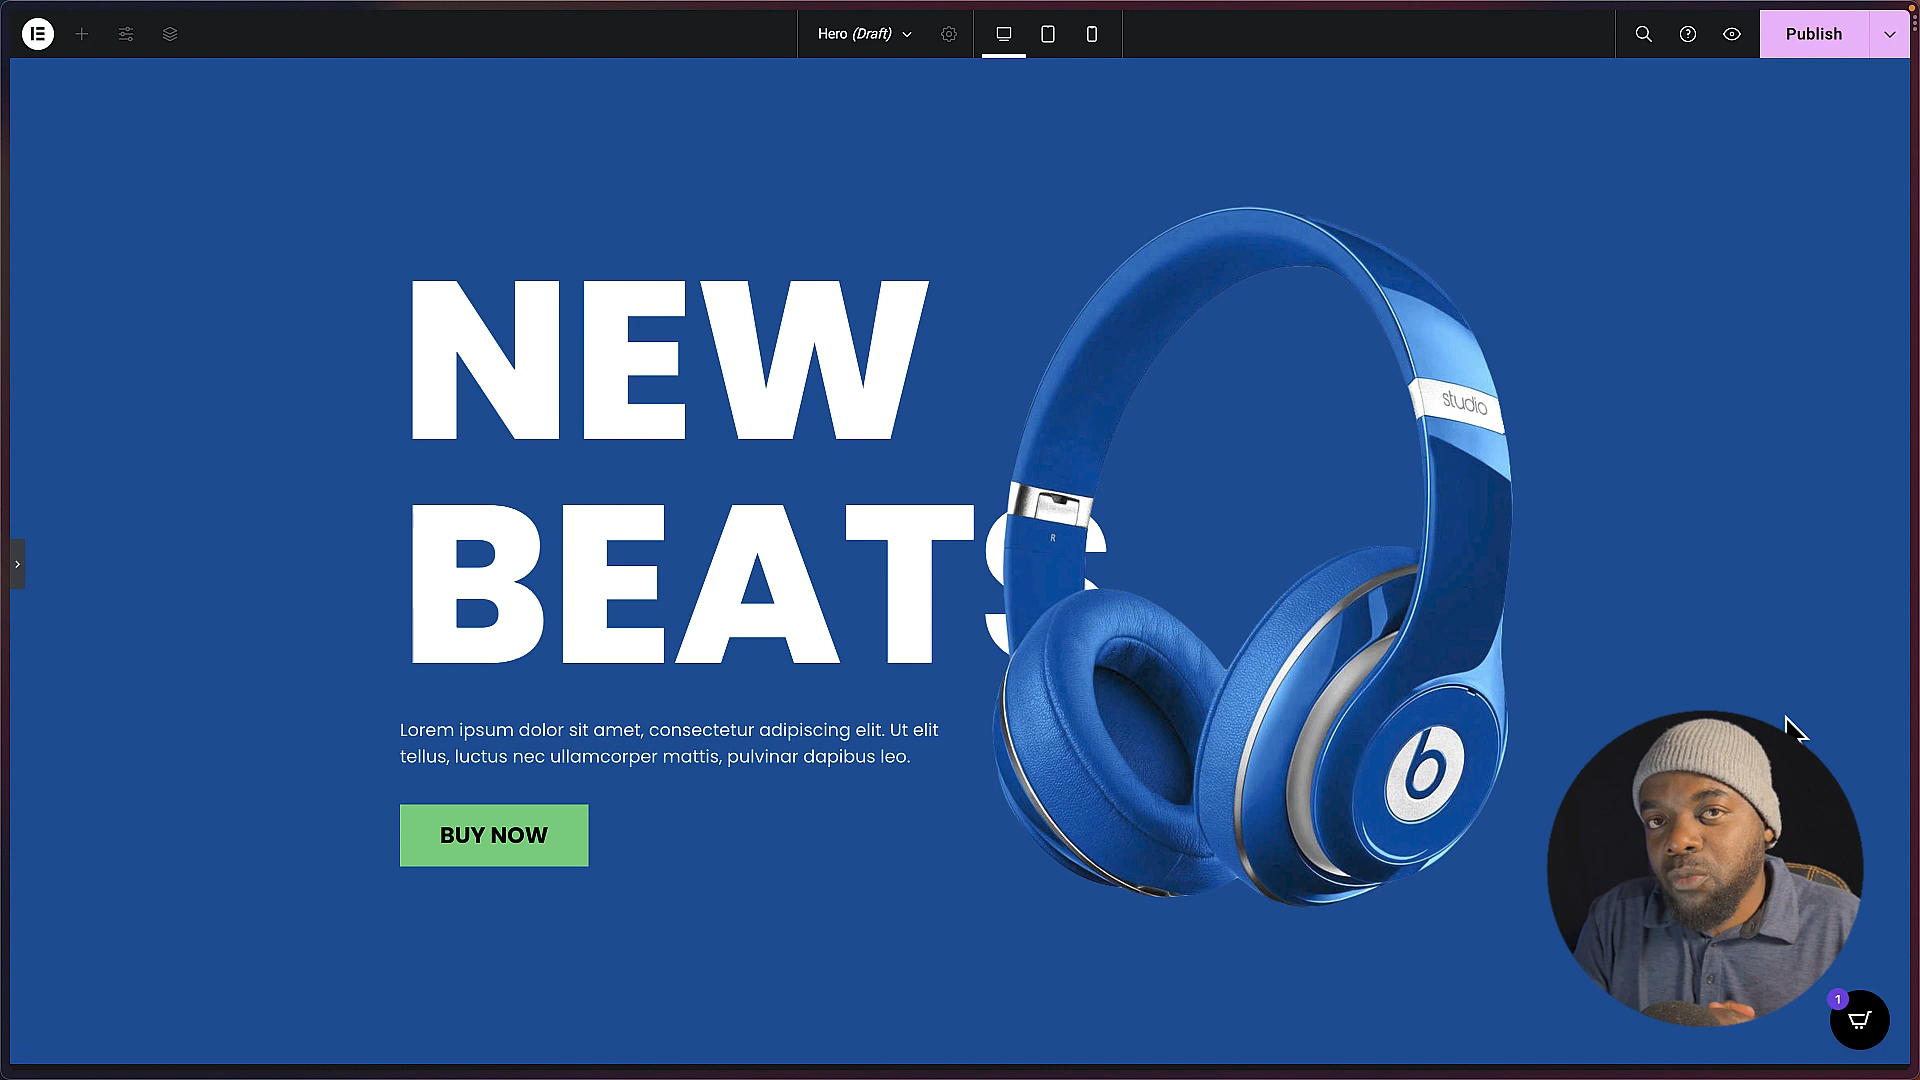 Hero (Draft)
Publish
NEW
BEATS
studio
R
Lorem ipsum dolor sit amet, consectetur adipiscing elit. Ut elit
tellus, luctus nec ullamcorper mattis, pulvinar dapibus leo.
b
BUY NOW
1